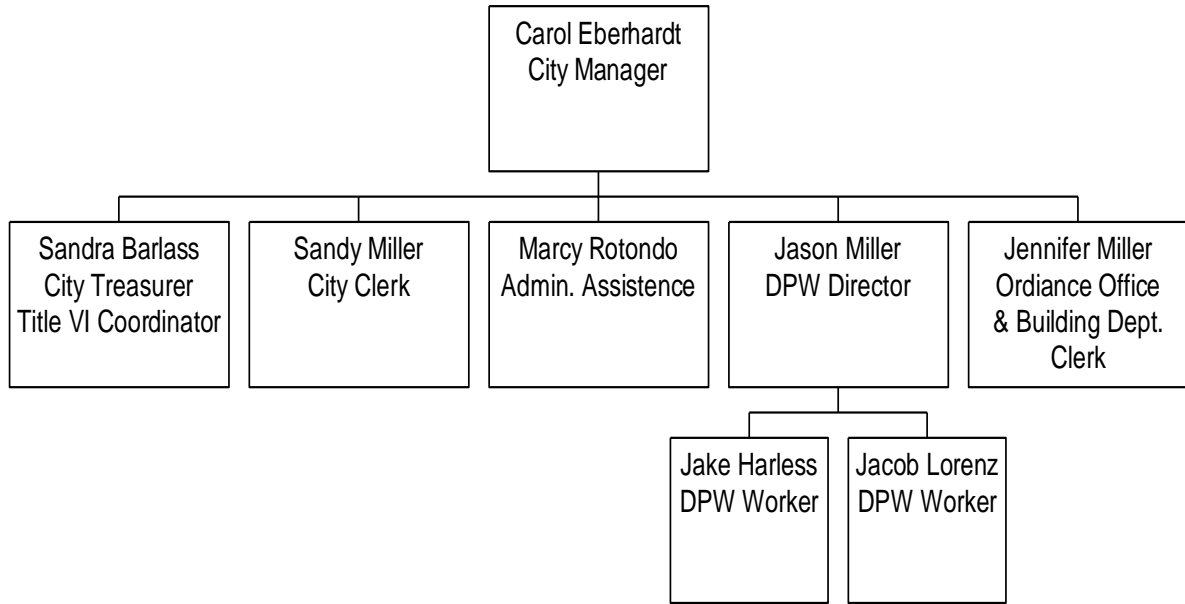 Carol Eberhardt
City Manager
Sandra Barlass
City Treasurer
Title VI Coordinator
Sandy Miller
City Clerk
Marcy Rotondo
Admin. Assistence
Jason Miller
DPW Director
Jennifer Miller
Ordiance Office
& Building Dept.
Clerk
Jake Harless
DPW Worker
Jacob Lorenz
DPW Worker